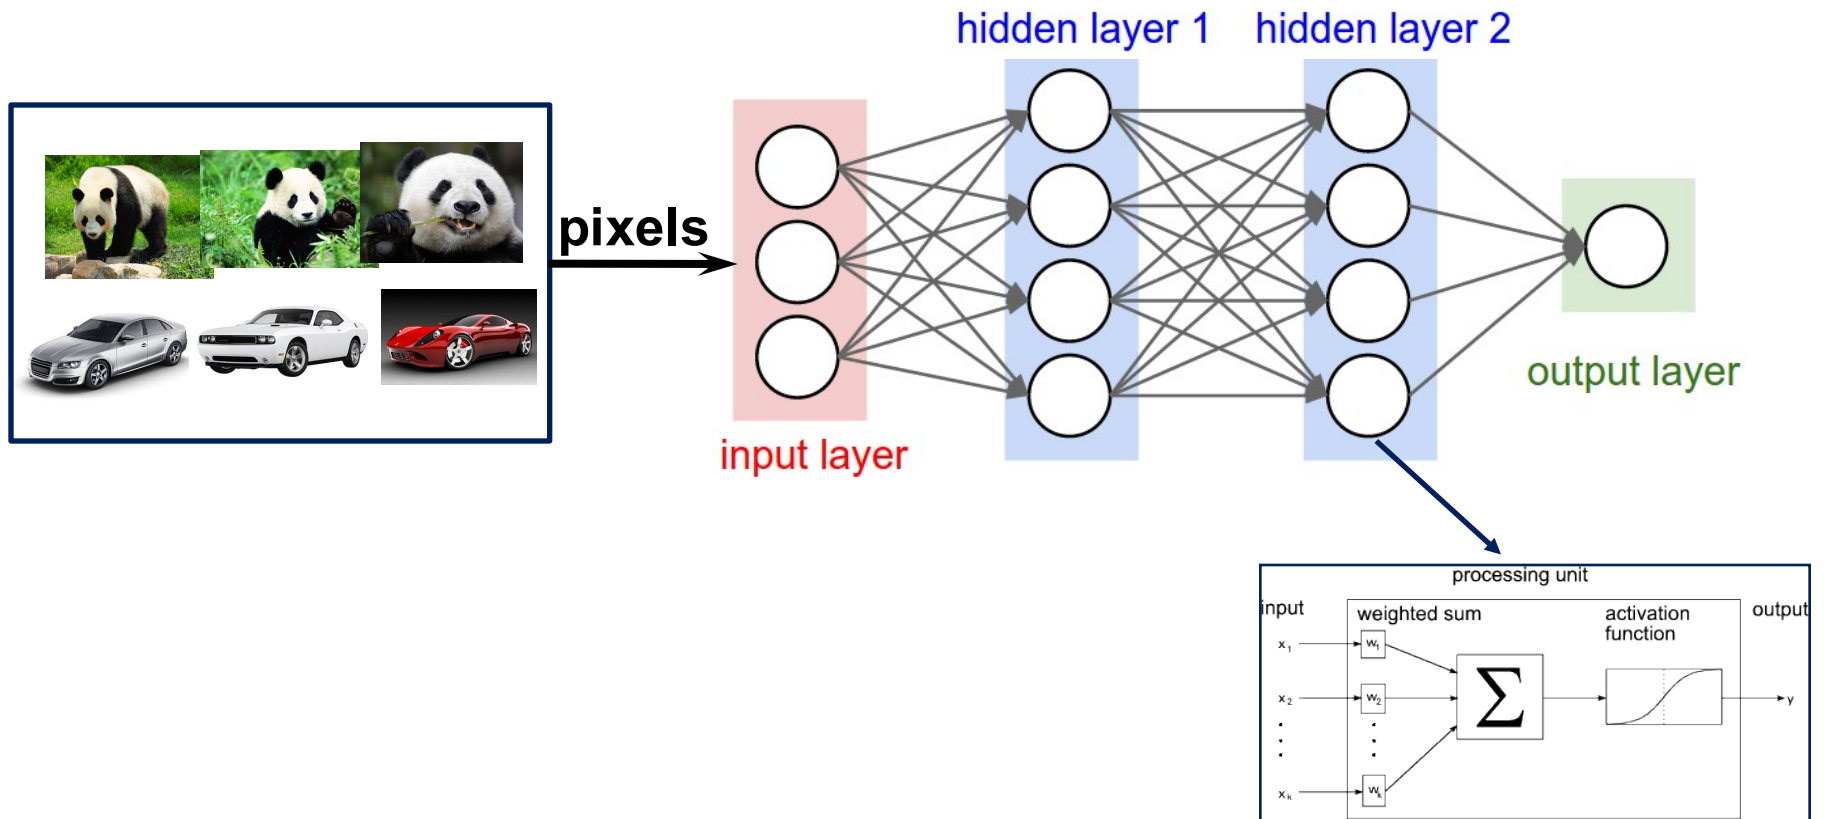 hidden layer 1
hidden layer 2
pixels
input layer
output layer
processing unit
input
weighted sum
activation
function
output
x1
w1
x2
w2
Σ
y
xk
wk